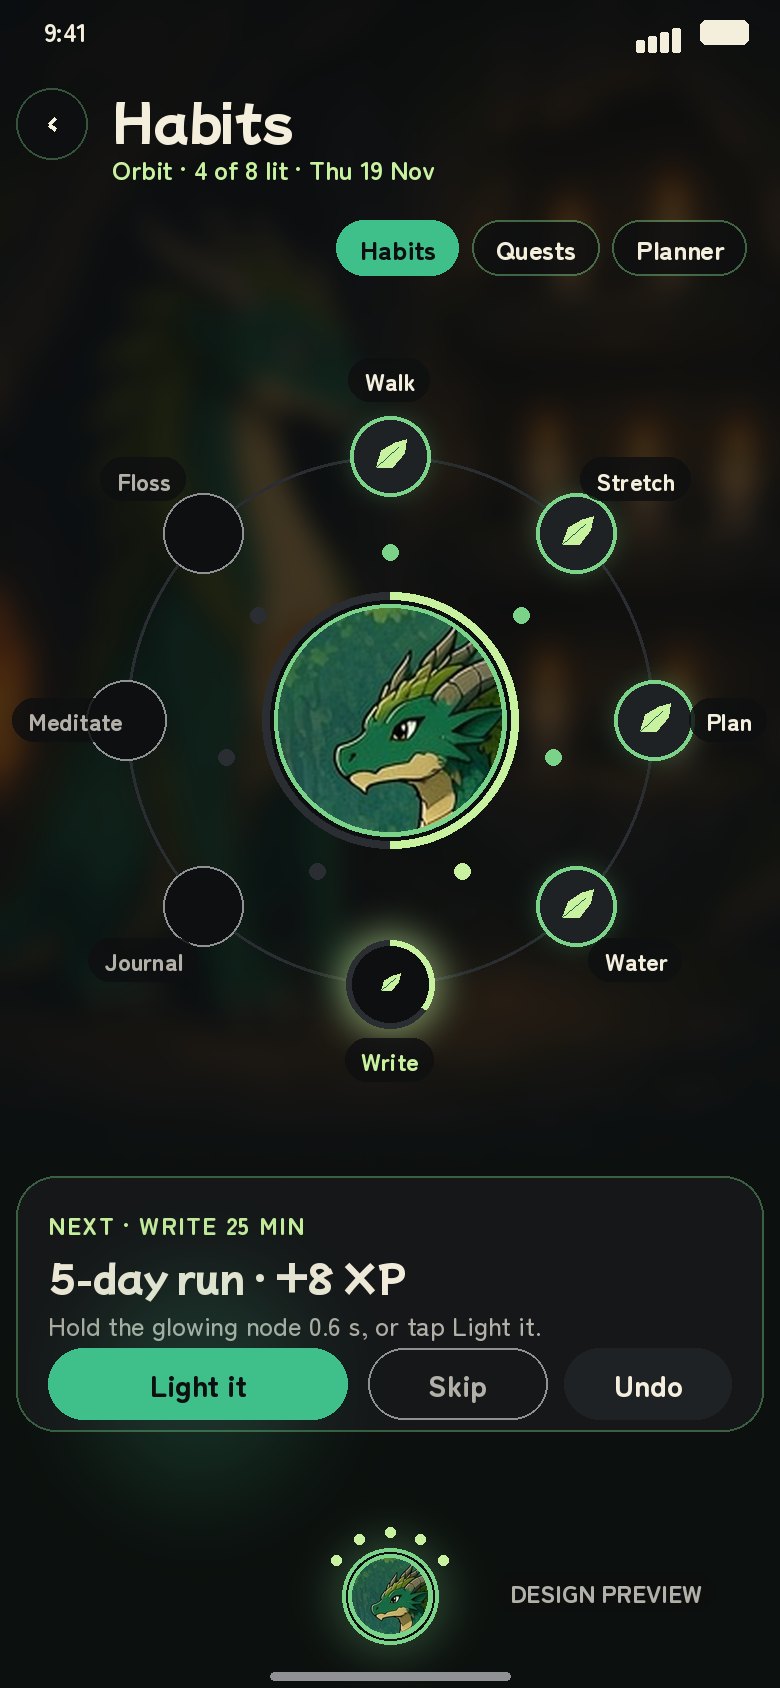 9:41
Habits
Orbit · 4 of 8 lit · Thu 19 Nov
Habits
Quests
Planner
Walk
Floss
Stretch
Meditate
Plan
Journal
Water
Write
NEXT · WRITE 25 MIN
5-day run · +8 XP
Hold the glowing node 0.6 s, or tap Light it.
Light it
Skip
Undo
DESIGN PREVIEW